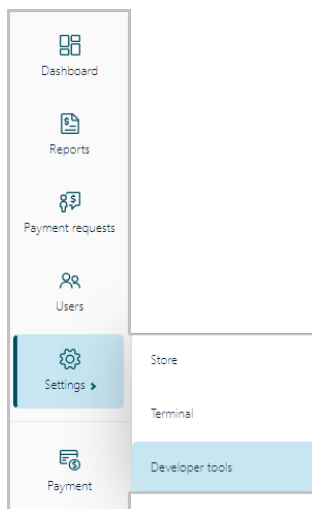 Dashboard
Reports
Payment requests
Users
Settings >
Store
Terminal
Developer tools
Payment